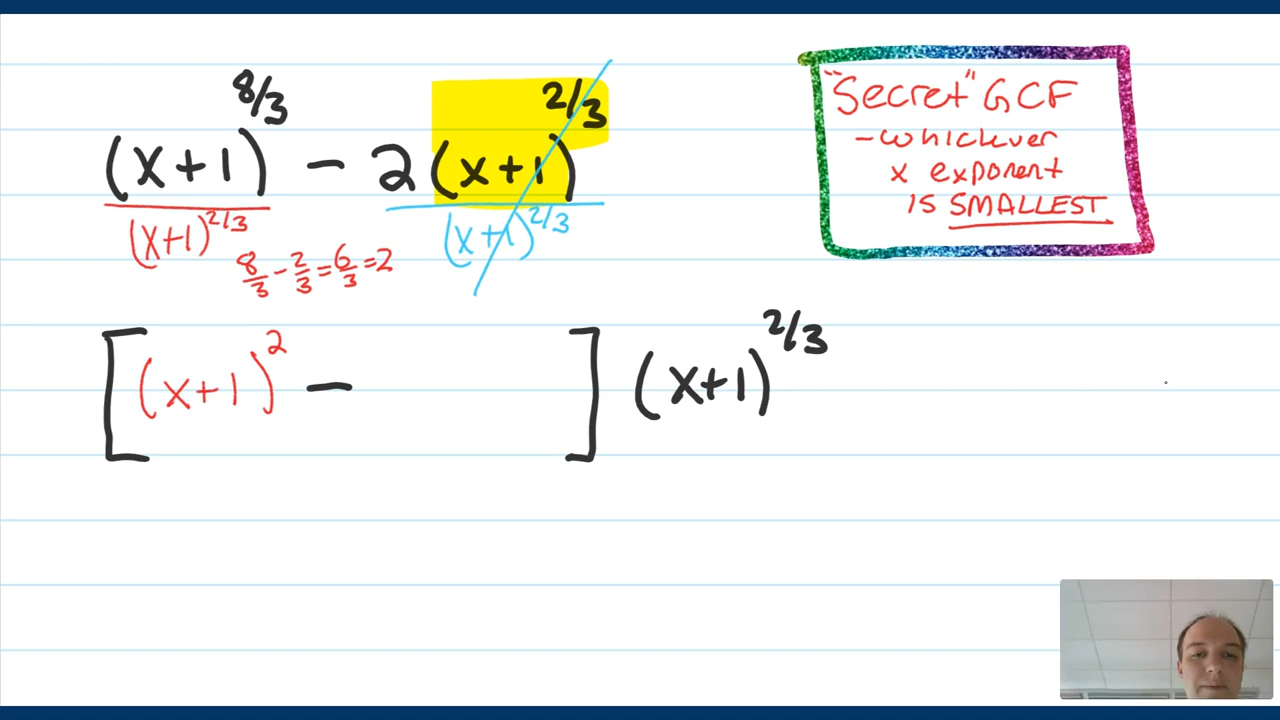 (x+1)^8/3 - 2(x+1)^2/3
(x+1)^2/3 (x+1)^2/3
8/3 - 2/3 = 6/3 = 2
[(x+1)^2 - ] (x+1)^2/3
"Secret" GCF
- whichever
x exponent
is SMALLEST